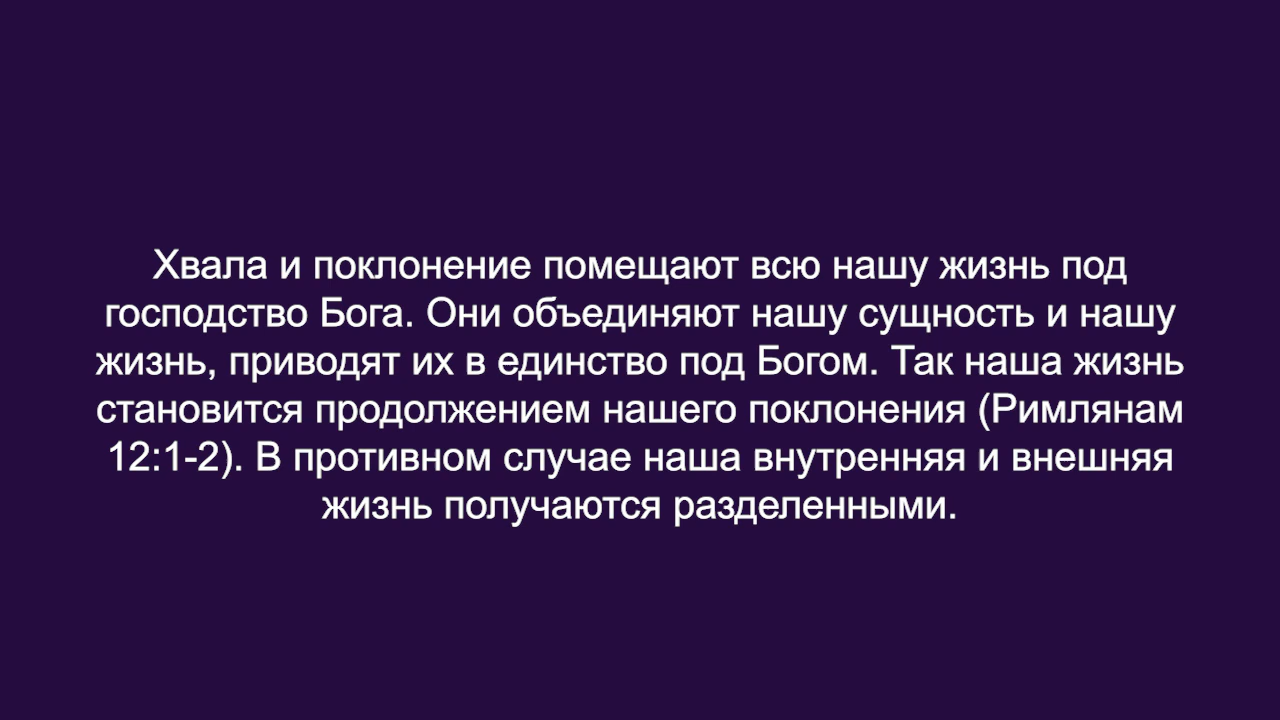 Хвала и поклонение помещают всю нашу жизнь под
господство Бога. Они объединяют нашу сущность и нашу
жизнь, приводят их в единство под Богом. Так наша жизнь
становится продолжением нашего поклонения (Римлянам
12:1-2). В противном случае наша внутренняя и внешняя
жизнь получаются разделенными.